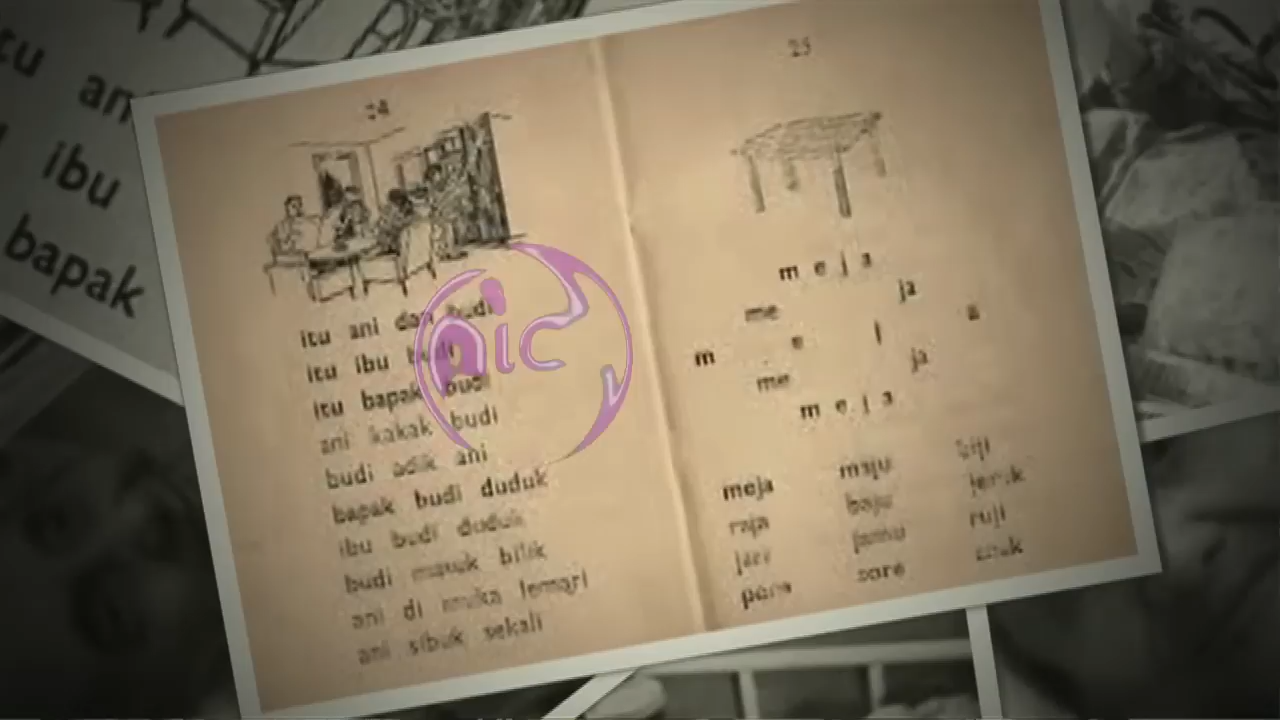 itu an
ibu
bapak
24
itu ani dan budi
itu ibu budi
itu bapak budi
ani kakak budi
budi adik ani
bapak budi duduk
ibu budi duduk
budi masuk bilik
ani di muka lemari
ani sibuk sekali
nic
25
m e j a
me ja
m e j a
me ja
m e j a
meja maju biji
raja baju jeruk
jari jamu ruji
sore